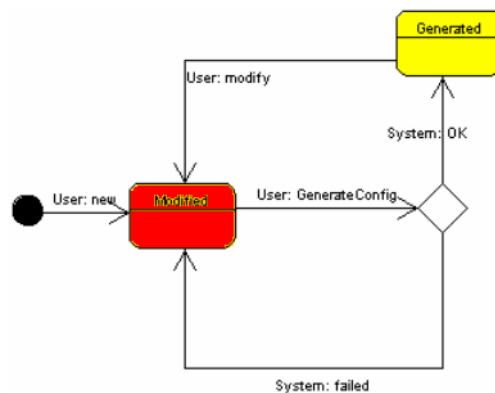 Generated
User: modify
System: OK
User: new
Modified
User: GenerateConfig
System: failed